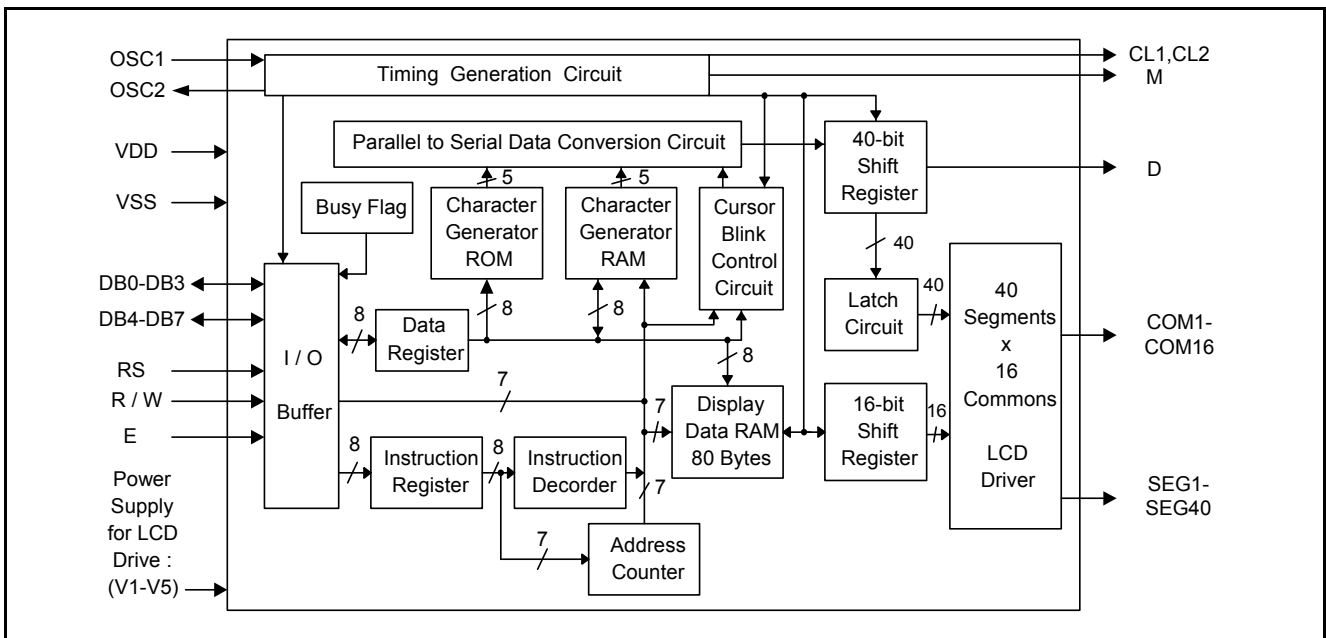 OSC1
OSC2
VDD
VSS
DB0-DB3
DB4-DB7
RS
R / W
E
Power
Supply
for LCD
Drive :
(V1-V5)
Timing Generation Circuit
Parallel to Serial Data Conversion Circuit
5
5
Busy Flag
Character
Generator
ROM
Character
Generator
RAM
Cursor
Blink
Control
Circuit
40-bit
Shift
Register
40
Latch
Circuit
40
I / O
Buffer
8
Data
Register
8
8
8
7
7
Display
Data RAM
80 Bytes
16-bit
Shift
Register
16
40
Segments
x
16
Commons
LCD
Driver
8
Instruction
Register
8
Instruction
Decorder
7
7
Address
Counter
CL1,CL2
M
D
COM1-
COM16
SEG1-
SEG40